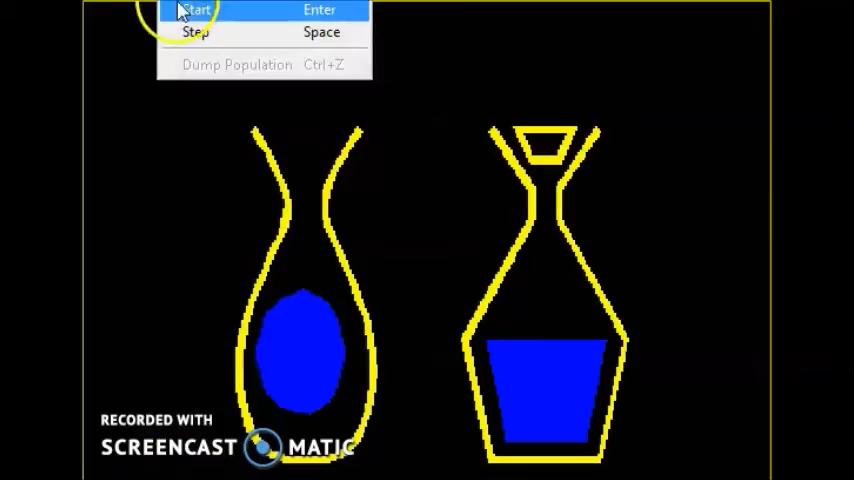 Start Enter
Step Space
Dump Population Ctrl+Z
RECORDED WITH
SCREENCAST MATIC